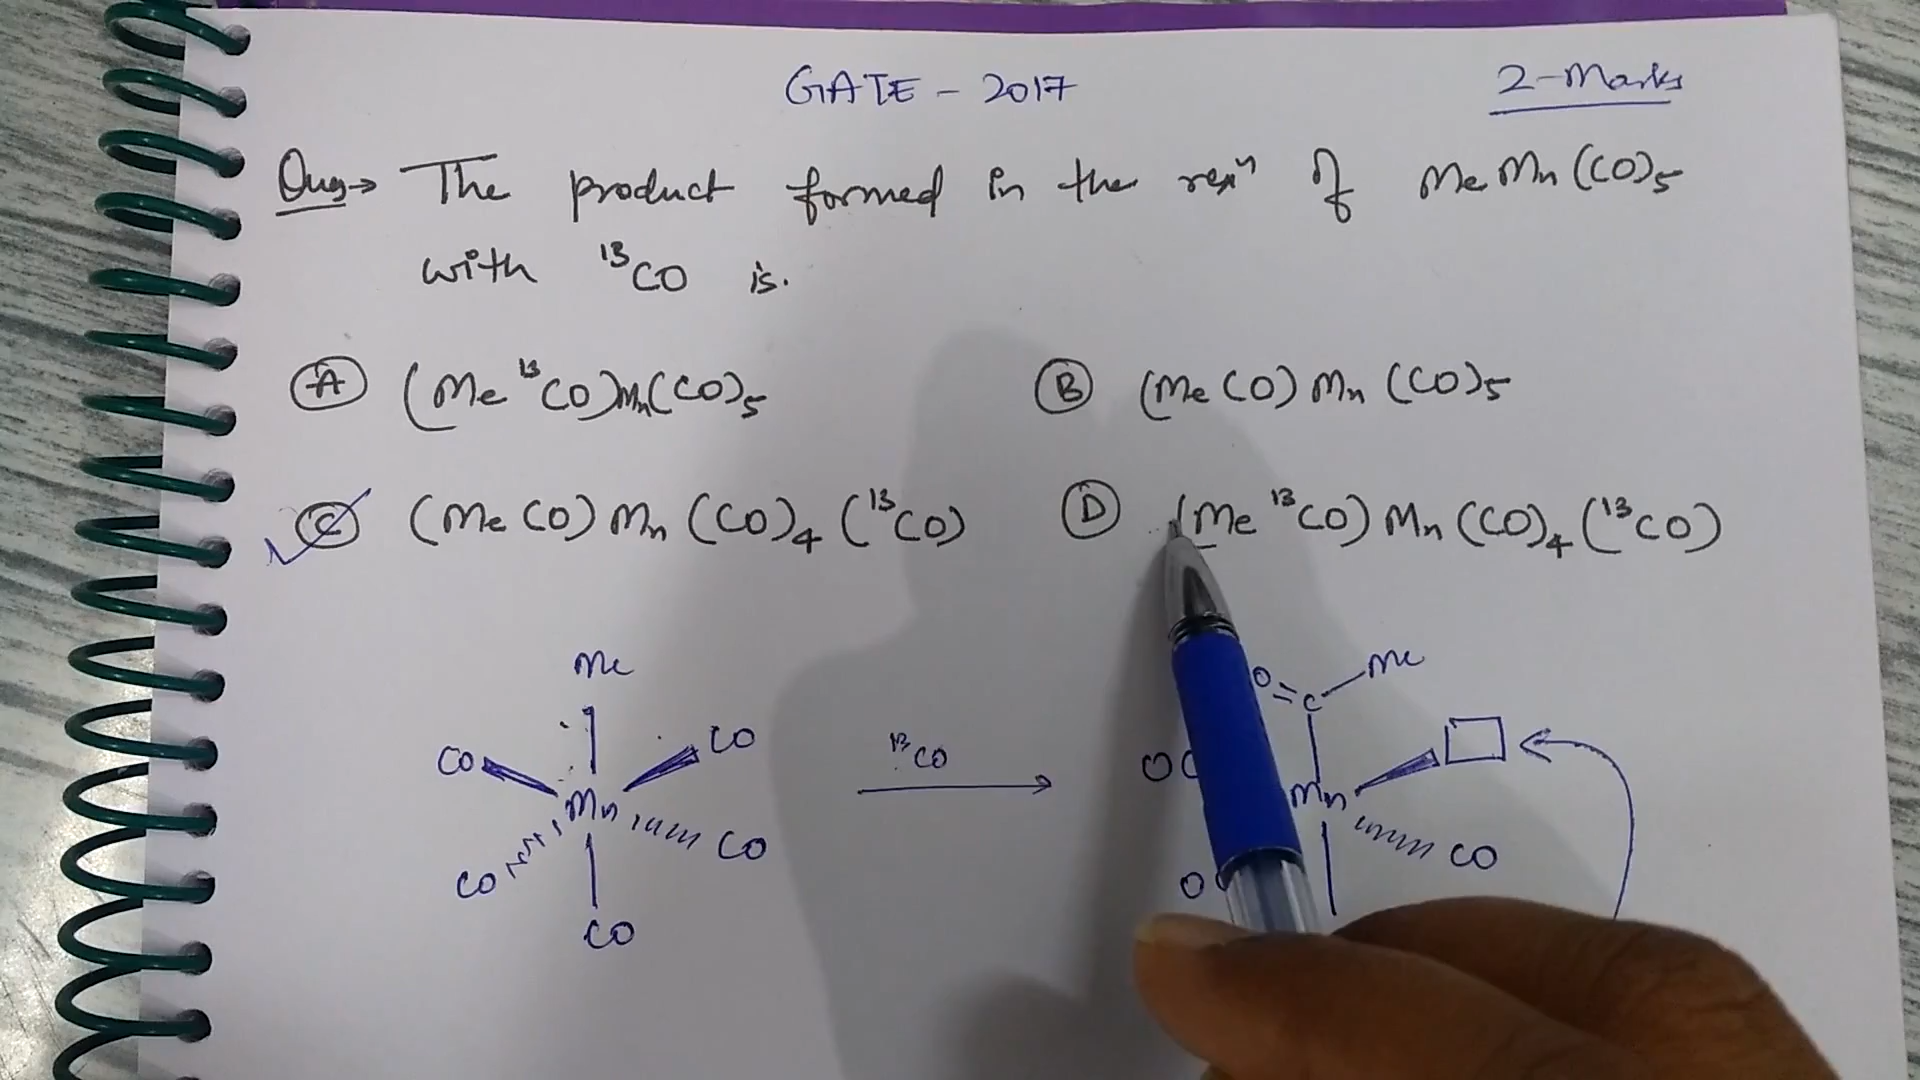 GATE - 2017
2-Marks
Ques→ The product formed in the rexⁿ of MeMn(CO)₅
with ¹³CO is.
(A) (Me ¹³CO)Mn(CO)₅
(B) (MeCO)Mn(CO)₅
(C) (MeCO)Mn(CO)₄(¹³CO)
(D) (Me ¹³CO)Mn(CO)₄(¹³CO)
Me
CO CO
Mn
CO CO
CO
¹³CO
O=C Me
Mn
CO